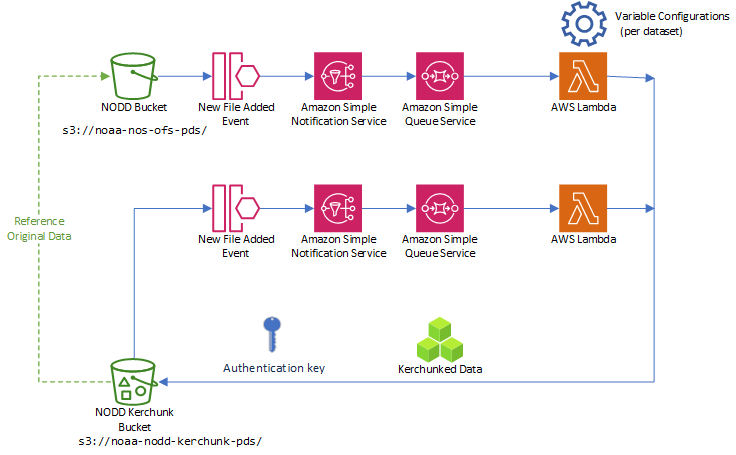 Variable Configurations
(per dataset)
NODD Bucket
s3://noaa-nos-ofs-pds/
New File Added
Event
Amazon Simple
Notification Service
Amazon Simple
Queue Service
AWS Lambda
Reference
Original Data
New File Added
Event
Amazon Simple
Notification Service
Amazon Simple
Queue Service
AWS Lambda
Authentication key
Kerchunked Data
NODD Kerchunk
Bucket
s3://noaa-nodd-kerchunk-pds/